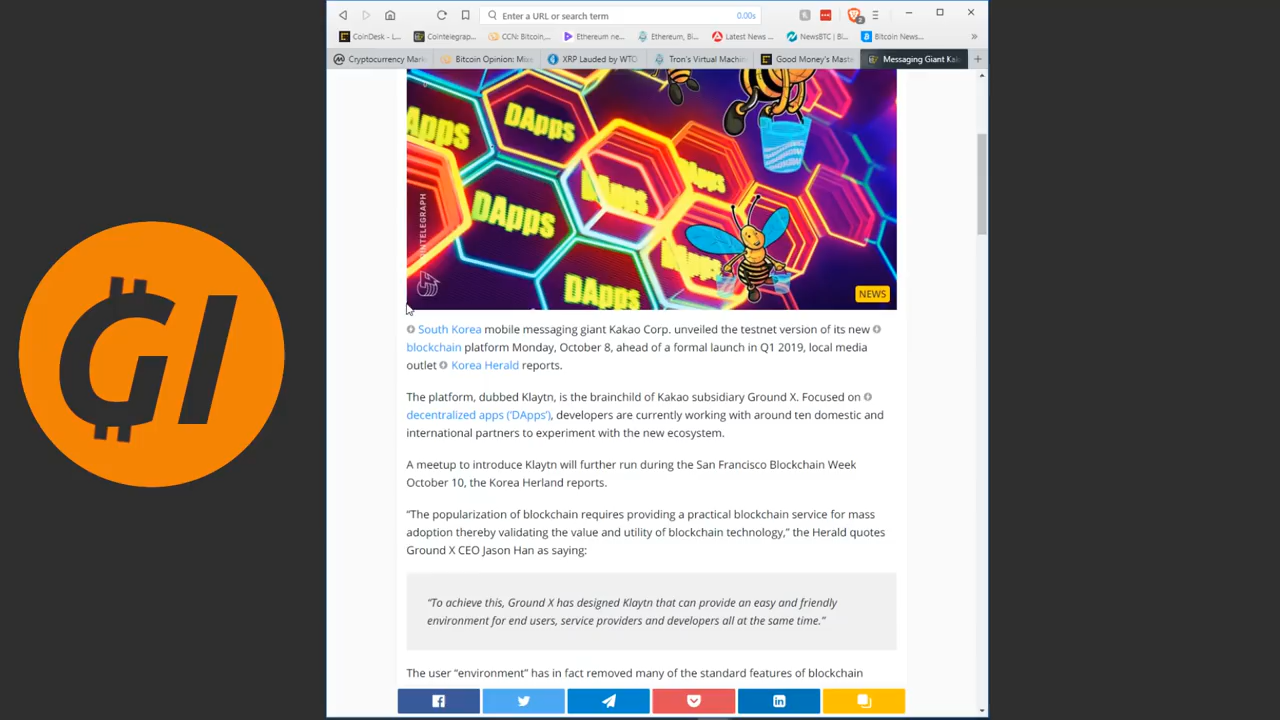 Enter a URL or search term
0.00s
2
CoinDesk - L...
Cointelegrap...
CCN: Bitcoin,...
Ethereum ne...
Ethereum, Bi...
Latest News ...
NewsBTC | Bi...
Bitcoin News...
»
Cryptocurrency Mark
Bitcoin Opinion: Mise
XRP Lauded by WTO
Tron's Virtual Machin
Good Money's Maste
Messaging Giant Kak
GI
DApps
DApps
DApps
DApps
DApps
DApps
DApps
COINTELEGRAPH
NEWS
South Korea mobile messaging giant Kakao Corp. unveiled the testnet version of its new
blockchain platform Monday, October 8, ahead of a formal launch in Q1 2019, local media
outlet Korea Herald reports.
The platform, dubbed Klaytn, is the brainchild of Kakao subsidiary Ground X. Focused on
decentralized apps (‘DApps’), developers are currently working with around ten domestic and
international partners to experiment with the new ecosystem.
A meetup to introduce Klaytn will further run during the San Francisco Blockchain Week
October 10, the Korea Herland reports.
“The popularization of blockchain requires providing a practical blockchain service for mass
adoption thereby validating the value and utility of blockchain technology,” the Herald quotes
Ground X CEO Jason Han as saying:
“To achieve this, Ground X has designed Klaytn that can provide an easy and friendly
environment for end users, service providers and developers all at the same time.”
The user “environment” has in fact removed many of the standard features of blockchain